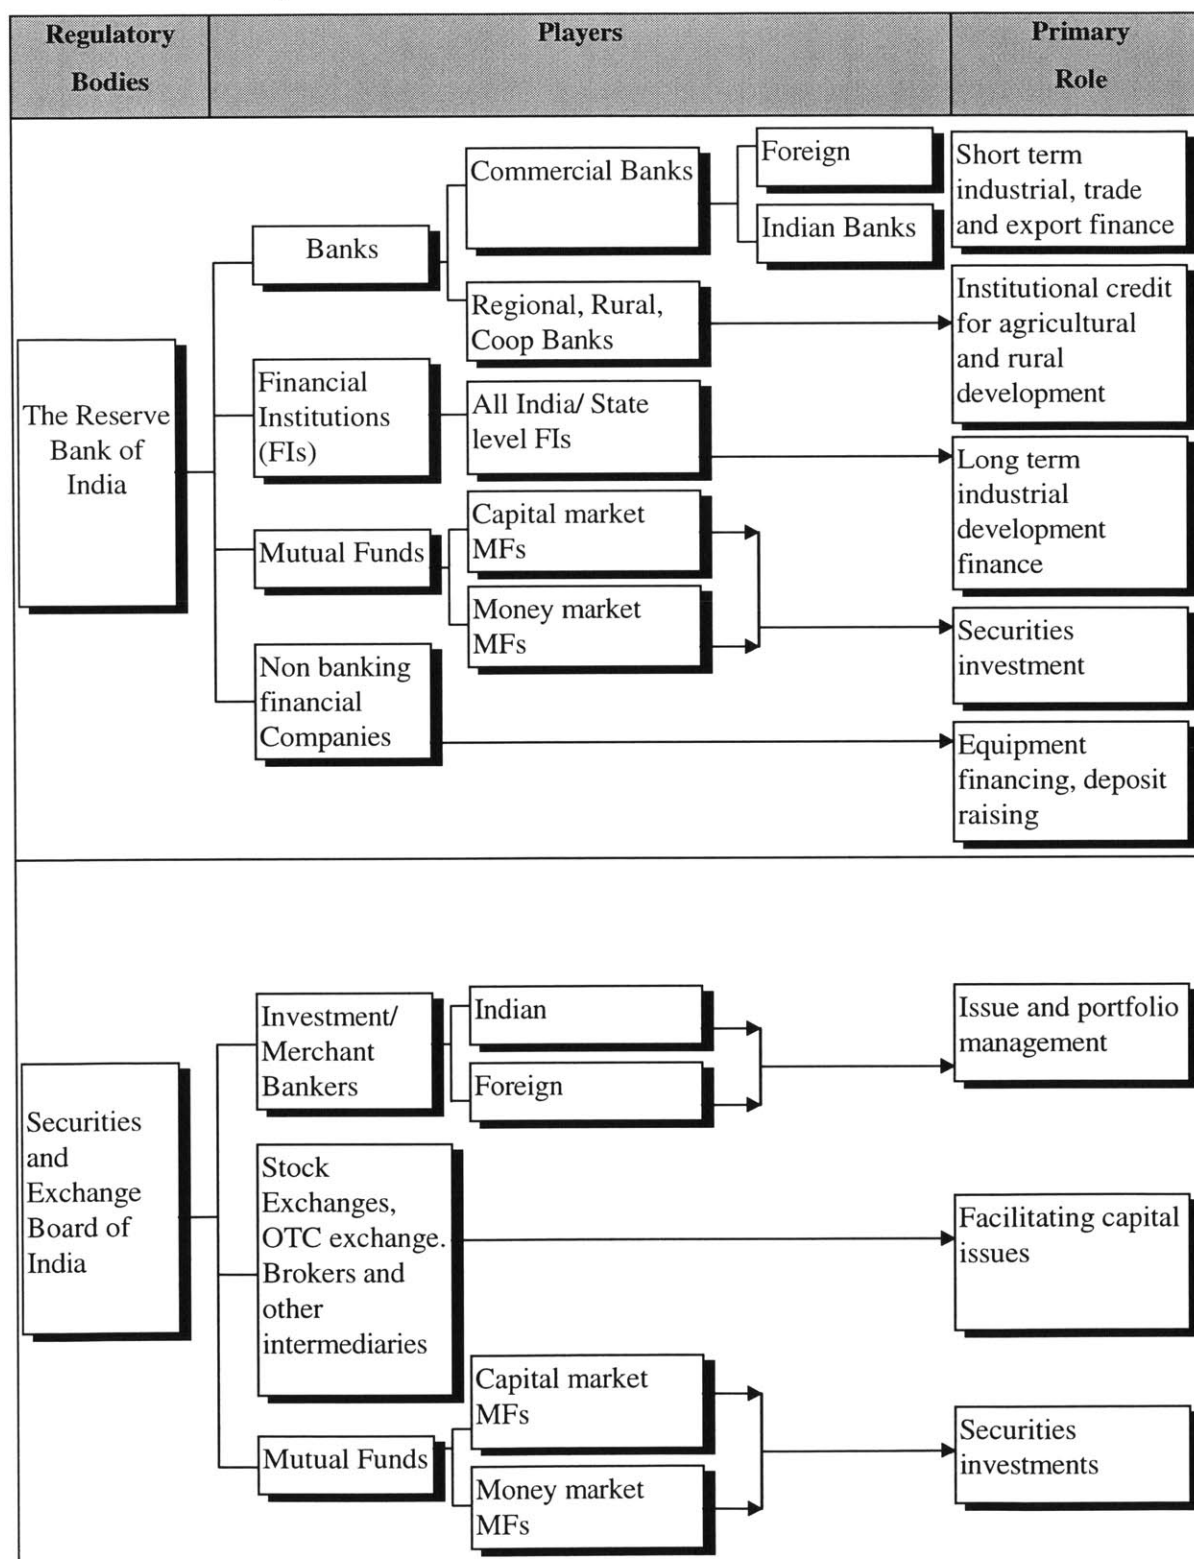 Regulatory
Bodies
Players
Primary
Role
The Reserve
Bank of
India
Banks
Commercial Banks
Foreign
Indian Banks
Short term
industrial, trade
and export finance
Regional, Rural,
Coop Banks
Institutional credit
for agricultural
and rural
development
Financial
Institutions
(FIs)
All India/ State
level FIs
Long term
industrial
development
finance
Mutual Funds
Capital market
MFs
Money market
MFs
Securities
investment
Non banking
financial
Companies
Equipment
financing, deposit
raising
Securities
and
Exchange
Board of
India
Investment/
Merchant
Bankers
Indian
Foreign
Issue and portfolio
management
Stock
Exchanges,
OTC exchange.
Brokers and
other
intermediaries
Facilitating capital
issues
Mutual Funds
Capital market
MFs
Money market
MFs
Securities
investments